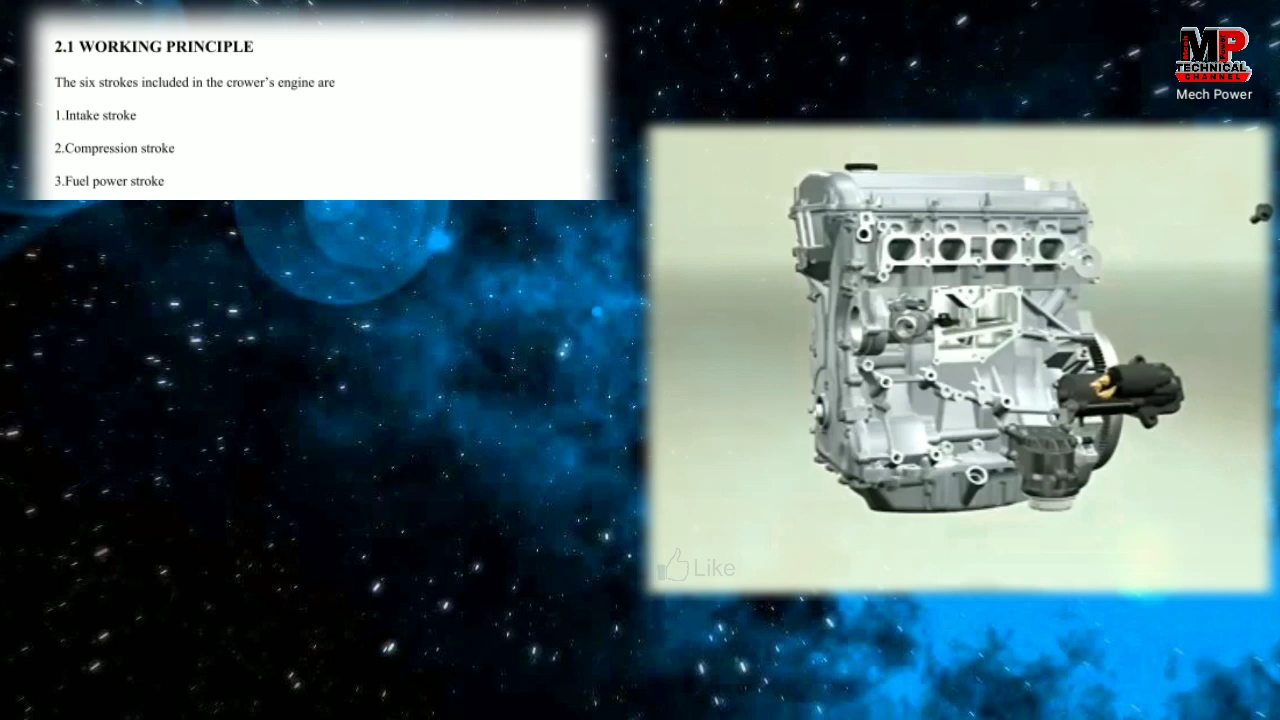 2.1 WORKING PRINCIPLE
The six strokes included in the crower's engine are
1.Intake stroke
2.Compression stroke
3.Fuel power stroke
MP
TECHNICAL
CHANNEL
Mech Power
Like